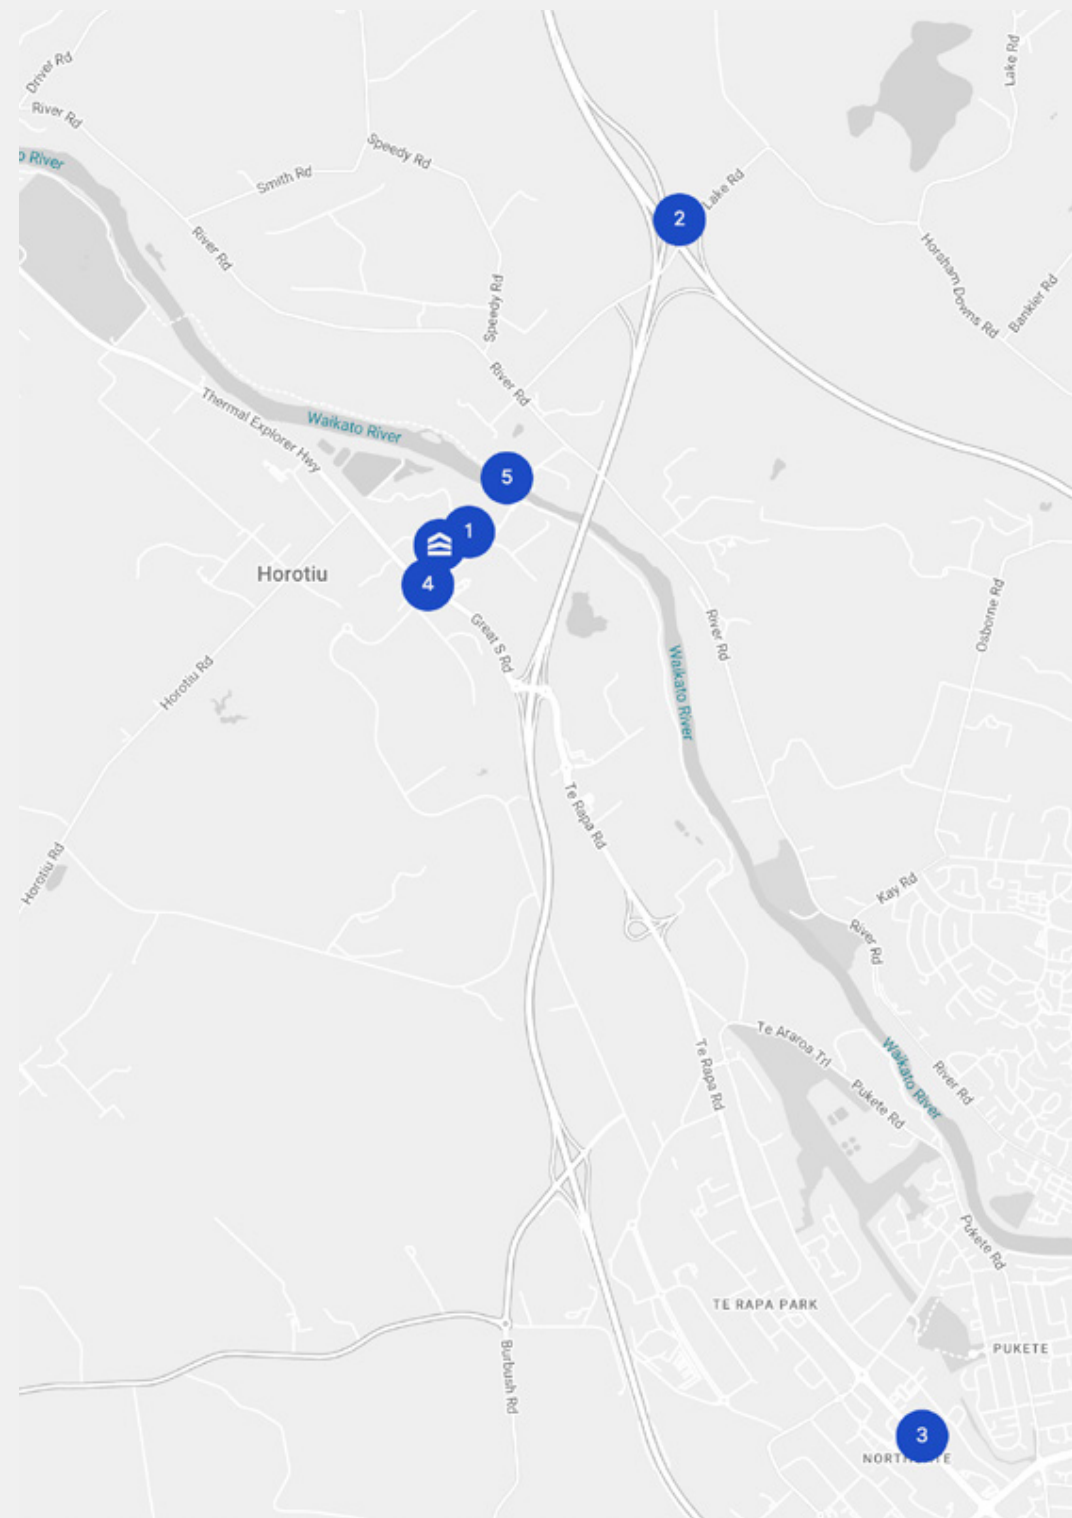 Driver Rd
River Rd
Lake Rd
River
Speedy Rd
Smith Rd
Lake Rd
2
River Rd
Horsham Downs Rd
Bankier Rd
Speedy Rd
River Rd
Thermal Explorer Hwy
Waikato River
5
1
Horotiu
4
Osborne Rd
Great S Rd
River Rd
Horotiu Rd
Waikato River
Te Rapa Rd
Horotiu Rd
Kay Rd
River Rd
Te Araroa Trl
Te Rapa Rd
Pukete Rd
Waikato River
River Rd
Pukete Rd
TE RAPA PARK
PUKETE
Burbush Rd
3